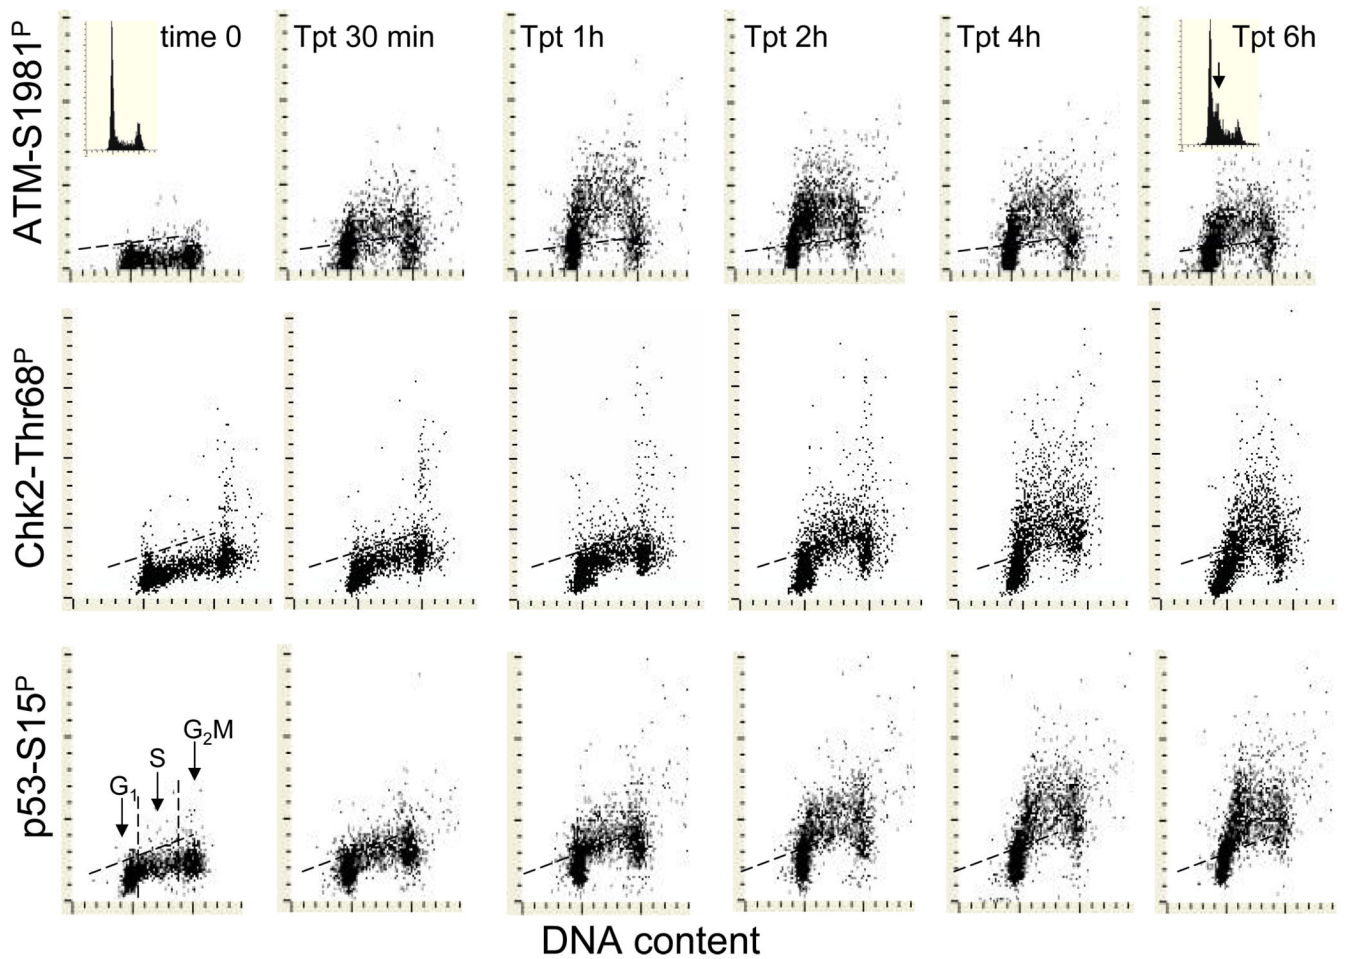 ATM-S1981ᴾ
time 0
Tpt 30 min
Tpt 1h
Tpt 2h
Tpt 4h
Tpt 6h
Chk2-Thr68ᴾ
p53-S15ᴾ
G₁
S
G₂M
DNA content